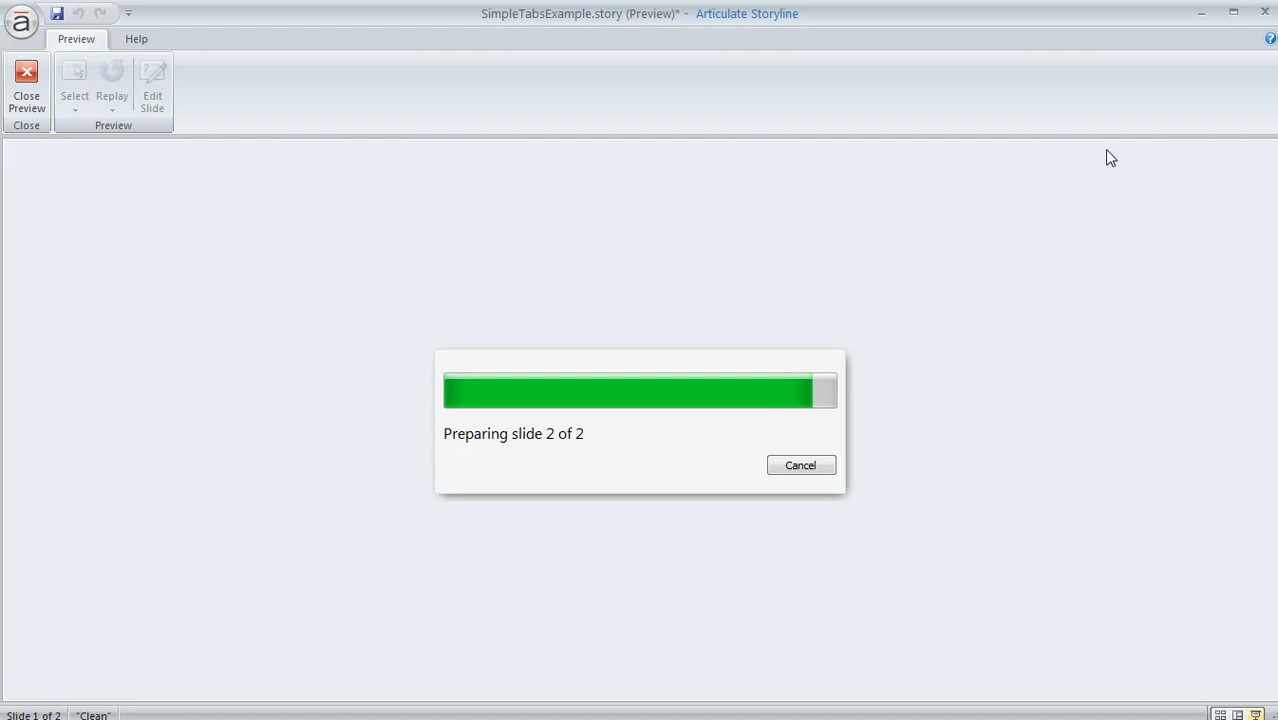 SimpleTabsExample.story (Preview)* - Articulate Storyline
Preview Help
Close Preview
Select
Replay
Edit Slide
Close
Preview
Preparing slide 2 of 2
Cancel
Slide 1 of 2 "Clean"